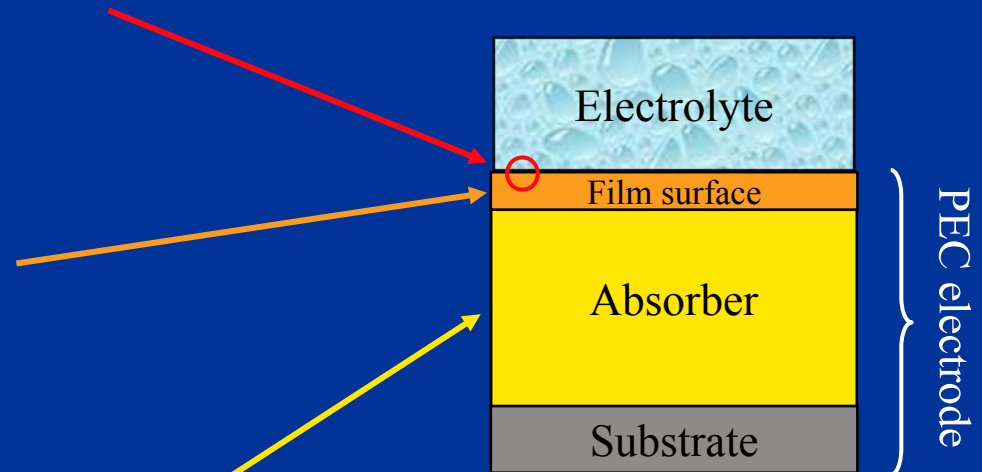 Electrolyte
Film surface
Absorber
Substrate
PEC electrode